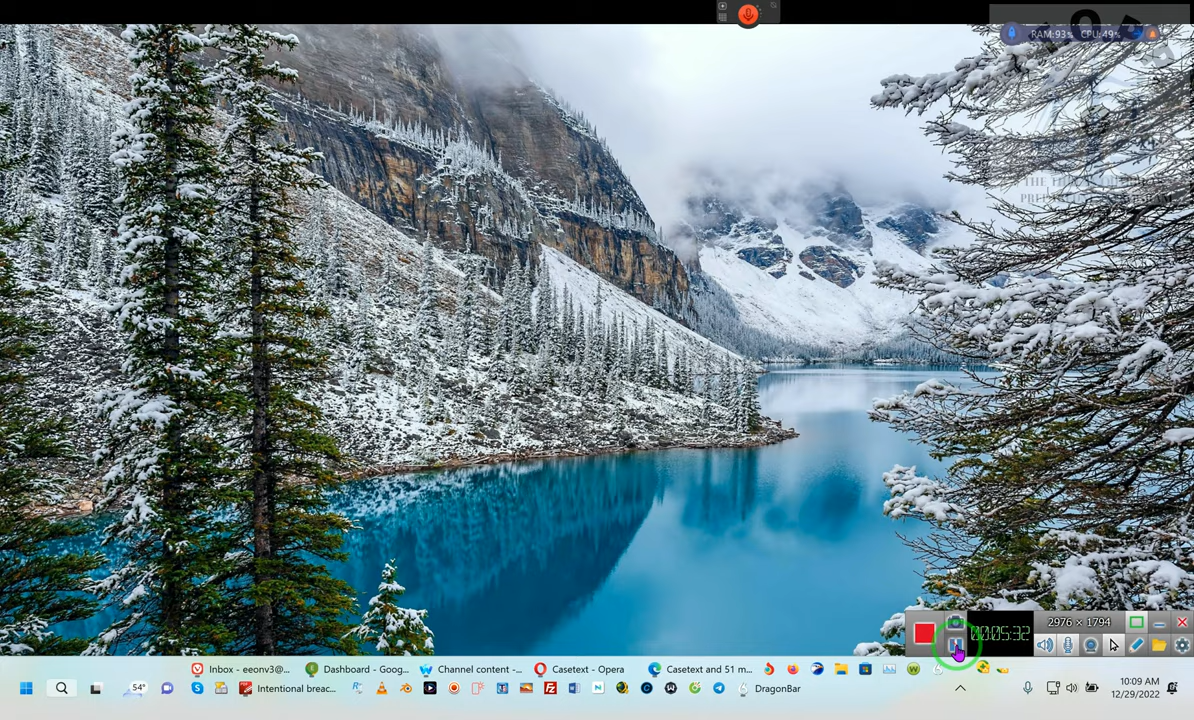 RAM:93% CPU:49%
00:05:32
2976 × 1794
Inbox - eeonv3@...
Dashboard - Goog...
Channel content -...
Casetext - Opera
Casetext and 51 m...
54°
Intentional breac...
DragonBar
10:09 AM
12/29/2022